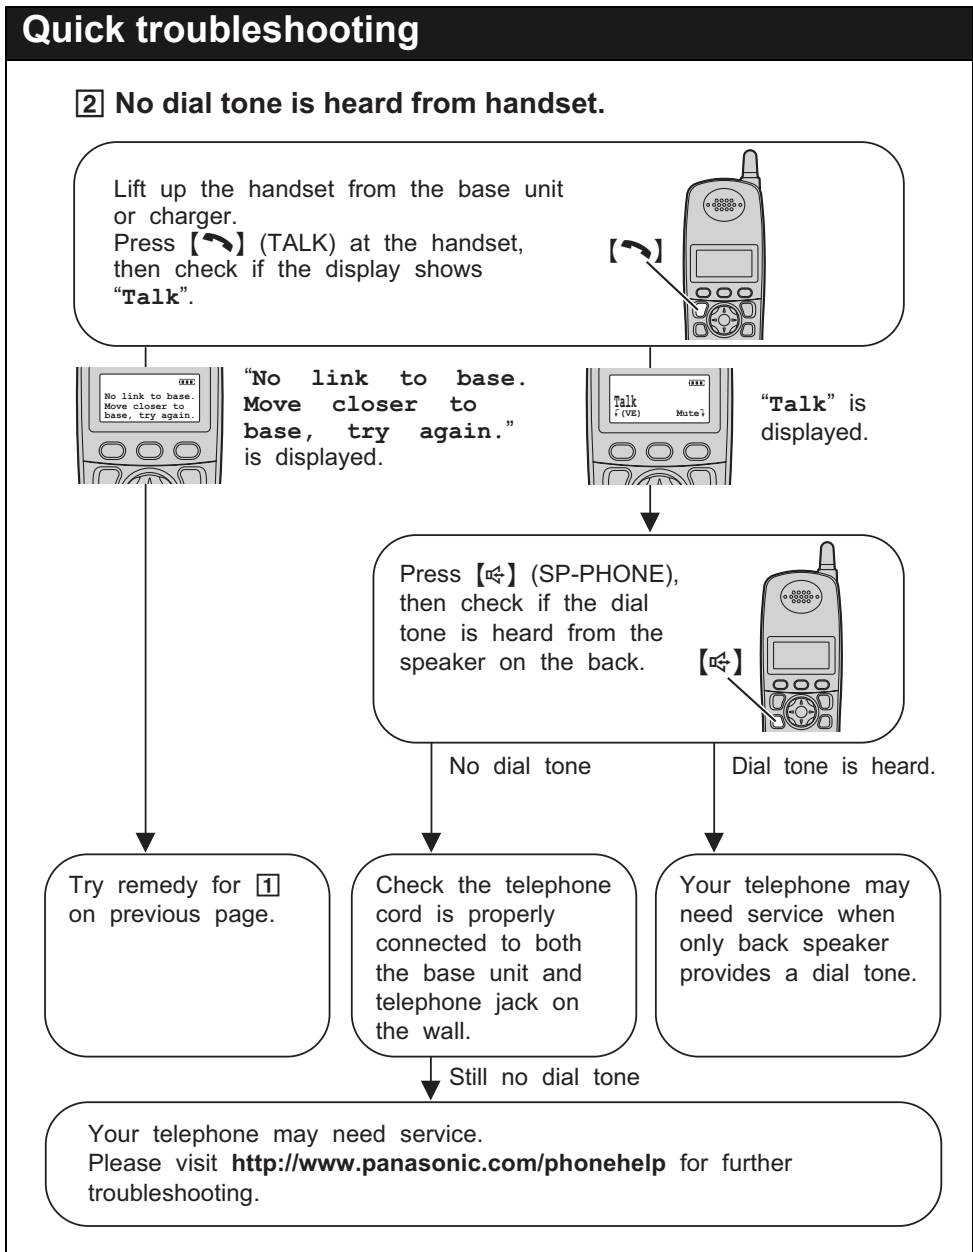 Quick troubleshooting
2 No dial tone is heard from handset.
Lift up the handset from the base unit
or charger.
Press 【 】 (TALK) at the handset,
then check if the display shows
“Talk”.
【 】
No link to base.
Move closer to
base, try again.
“No link to base.
Move closer to
base, try again.”
is displayed.
Talk
(VE) Mute
“Talk” is
displayed.
Press 【 】 (SP-PHONE),
then check if the dial
tone is heard from the
speaker on the back.
【 】
No dial tone
Dial tone is heard.
Try remedy for 1
on previous page.
Check the telephone
cord is properly
connected to both
the base unit and
telephone jack on
the wall.
Your telephone may
need service when
only back speaker
provides a dial tone.
Still no dial tone
Your telephone may need service.
Please visit http://www.panasonic.com/phonehelp for further
troubleshooting.